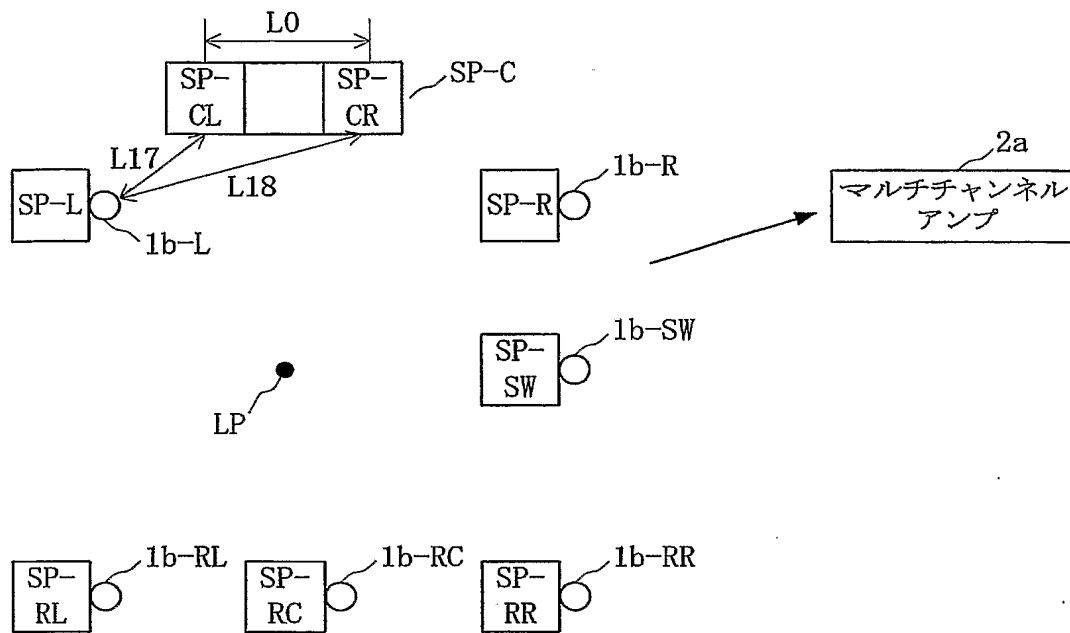 L0
SP-
CL
SP-
CR
SP-C
L17
L18
SP-L
1b-L
SP-R
1b-R
2a
マルチチャンネル
アンプ
SP-
SW
1b-SW
LP
SP-
RL
1b-RL
SP-
RC
1b-RC
SP-
RR
1b-RR